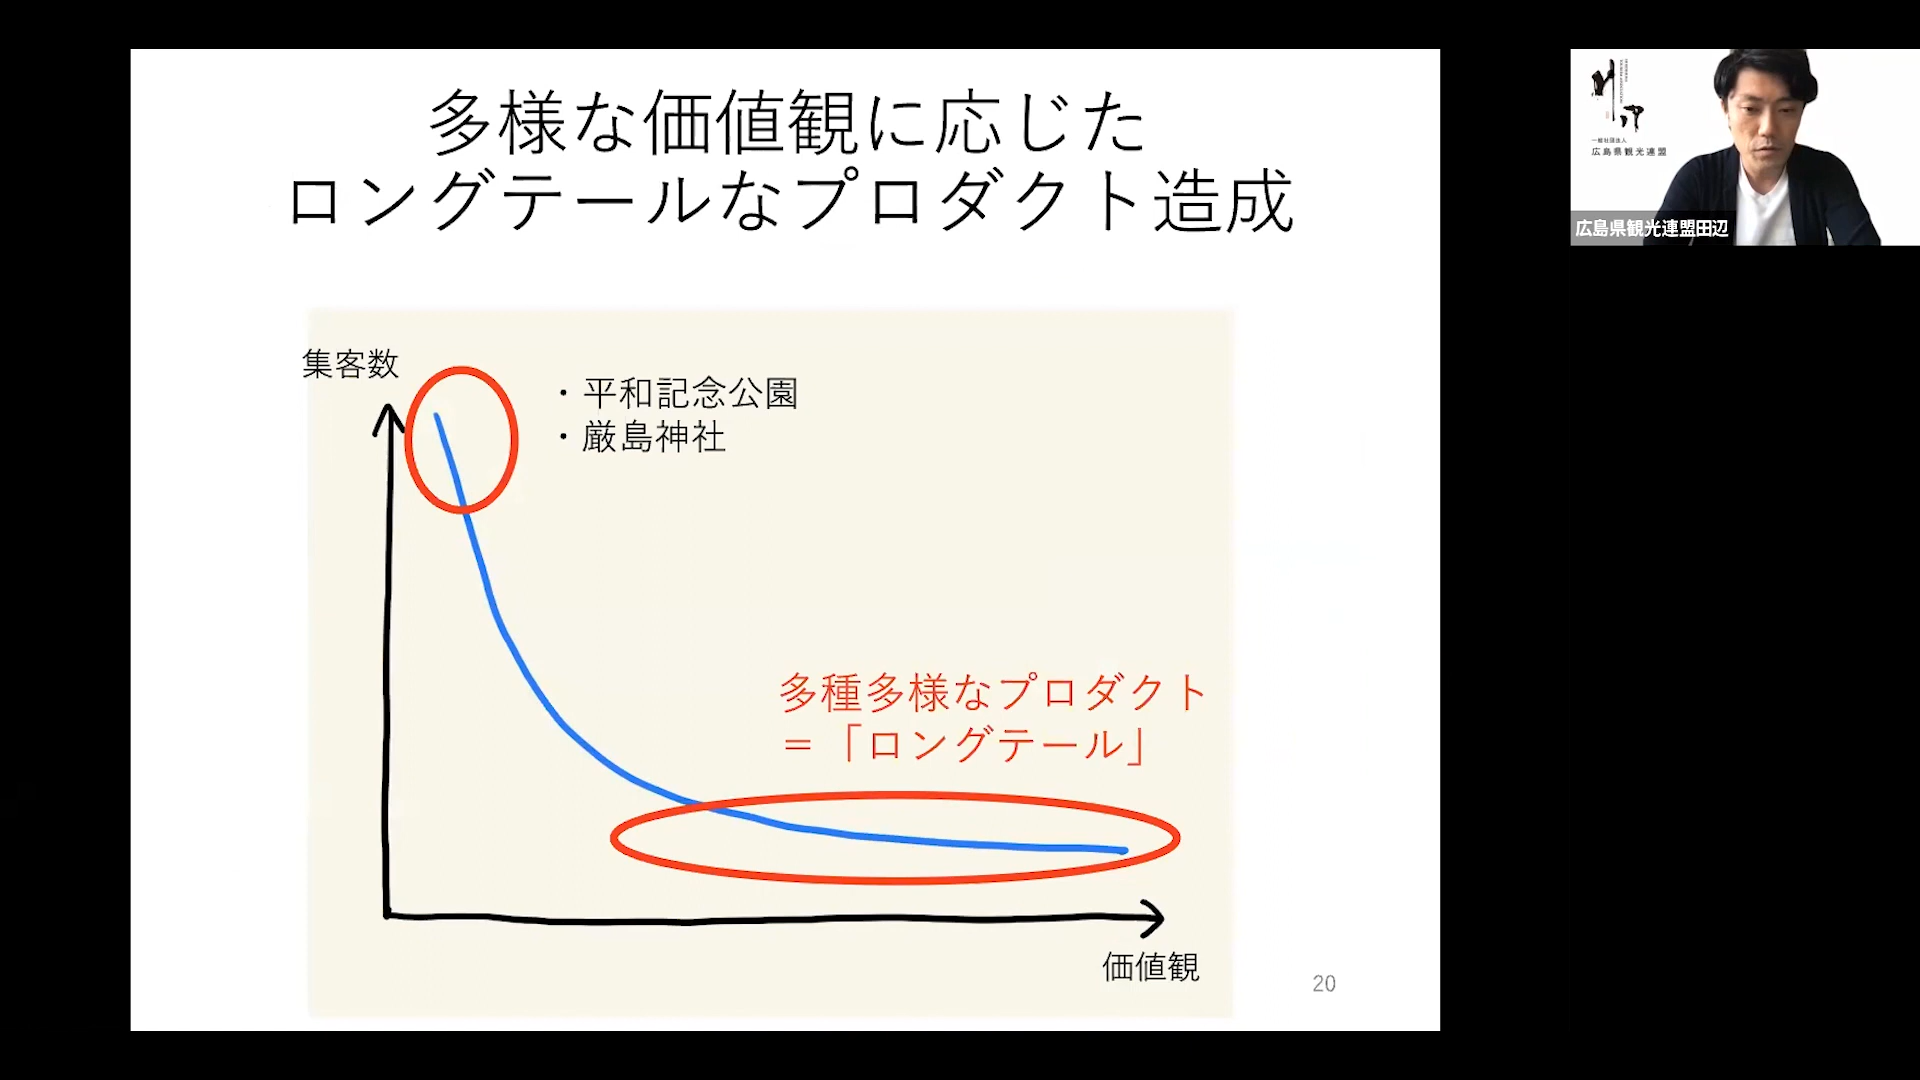 多様な価値観に応じた
ロングテールなプロダクト造成
集客数
・平和記念公園
・厳島神社
多種多様なプロダクト
＝「ロングテール」
価値観
20
一般社団法人
広島県観光連盟
広島県観光連盟田辺